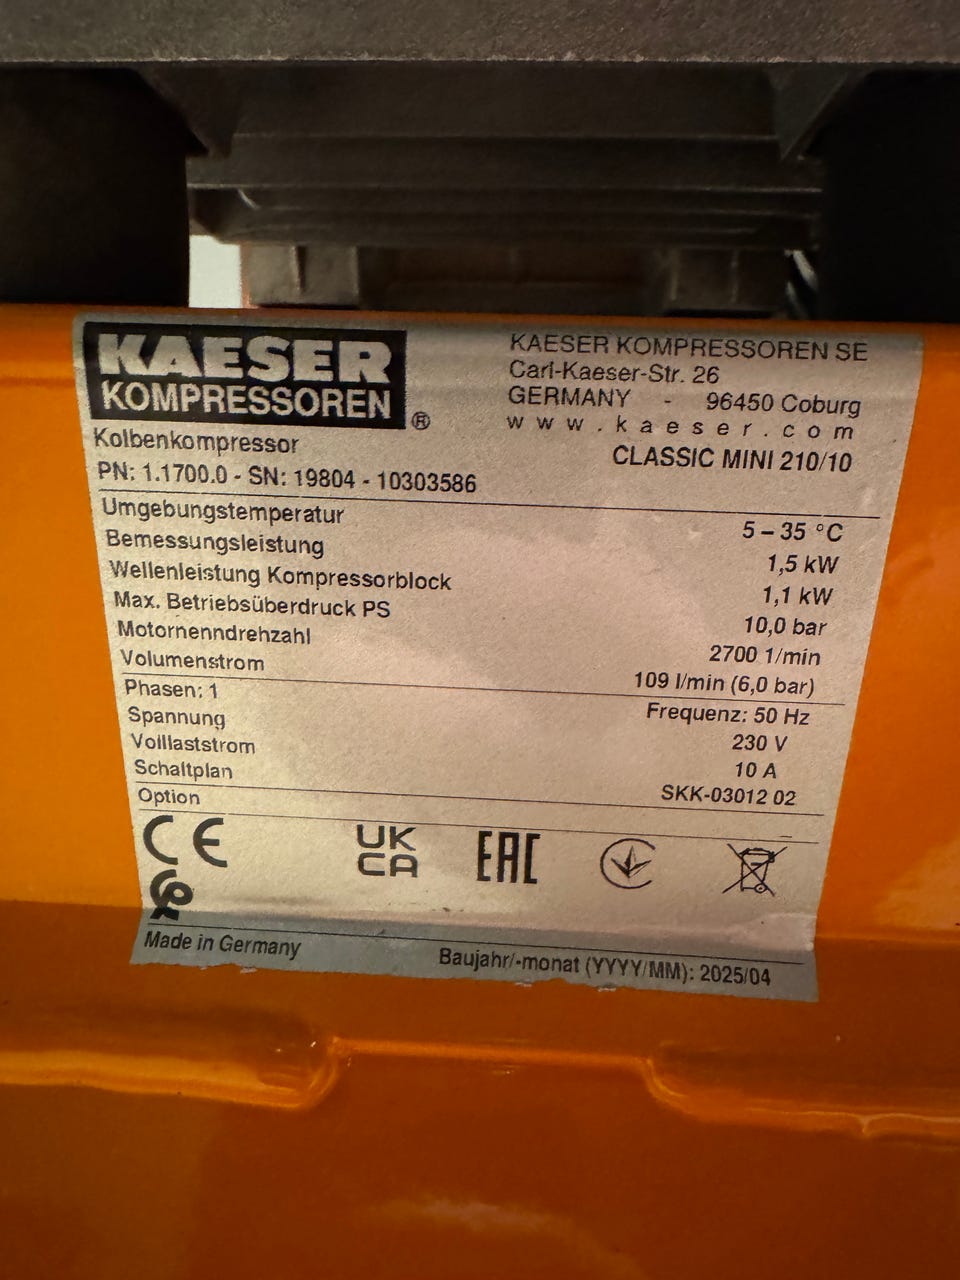 KAESER
KOMPRESSOREN ®
KAESER KOMPRESSOREN SE
Carl-Kaeser-Str. 26
GERMANY - 96450 Coburg
www.kaeser.com
Kolbenkompressor CLASSIC MINI 210/10
PN: 1.1700.0 - SN: 19804 - 10303586
Umgebungstemperatur 5 – 35 °C
Bemessungsleistung 1,5 kW
Wellenleistung Kompressorblock 1,1 kW
Max. Betriebsüberdruck PS 10,0 bar
Motornenndrehzahl 2700 1/min
Volumenstrom 109 l/min (6,0 bar)
Phasen: 1 Frequenz: 50 Hz
Spannung 230 V
Volllaststrom 10 A
Schaltplan SKK-03012 02
Option -
CE UK CA EAC
Made in Germany Baujahr/-monat (YYYY/MM): 2025/04